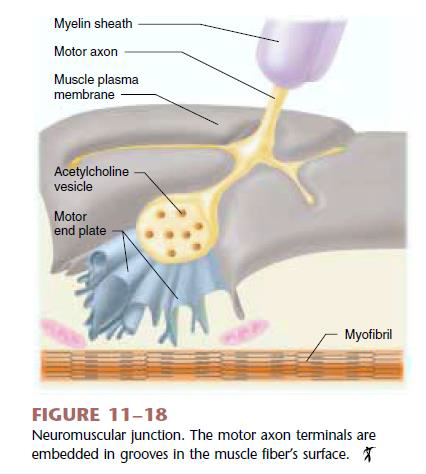 Myelin sheath
Motor axon
Muscle plasma
membrane
Acetylcholine
vesicle
Motor
end plate
Myofibril
FIGURE 11–18
Neuromuscular junction. The motor axon terminals are
embedded in grooves in the muscle fiber’s surface.